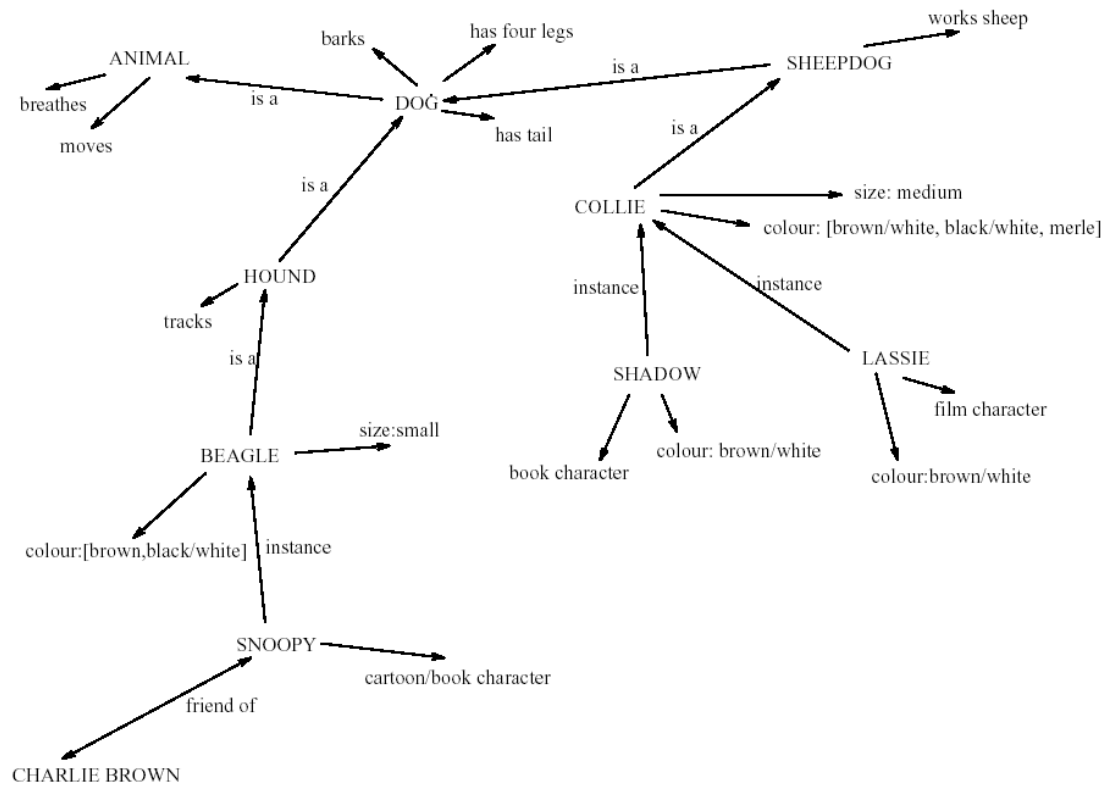 works sheep
has four legs
barks
ANIMAL
SHEEPDOG
is a
breathes
is a
DOG
has tail
moves
is a
is a
size: medium
COLLIE
colour: [brown/white, black/white, merle]
HOUND
instance
instance
tracks
is a
LASSIE
SHADOW
film character
size:small
colour: brown/white
BEAGLE
book character
colour:brown/white
colour:[brown,black/white]
instance
SNOOPY
cartoon/book character
friend of
CHARLIE BROWN